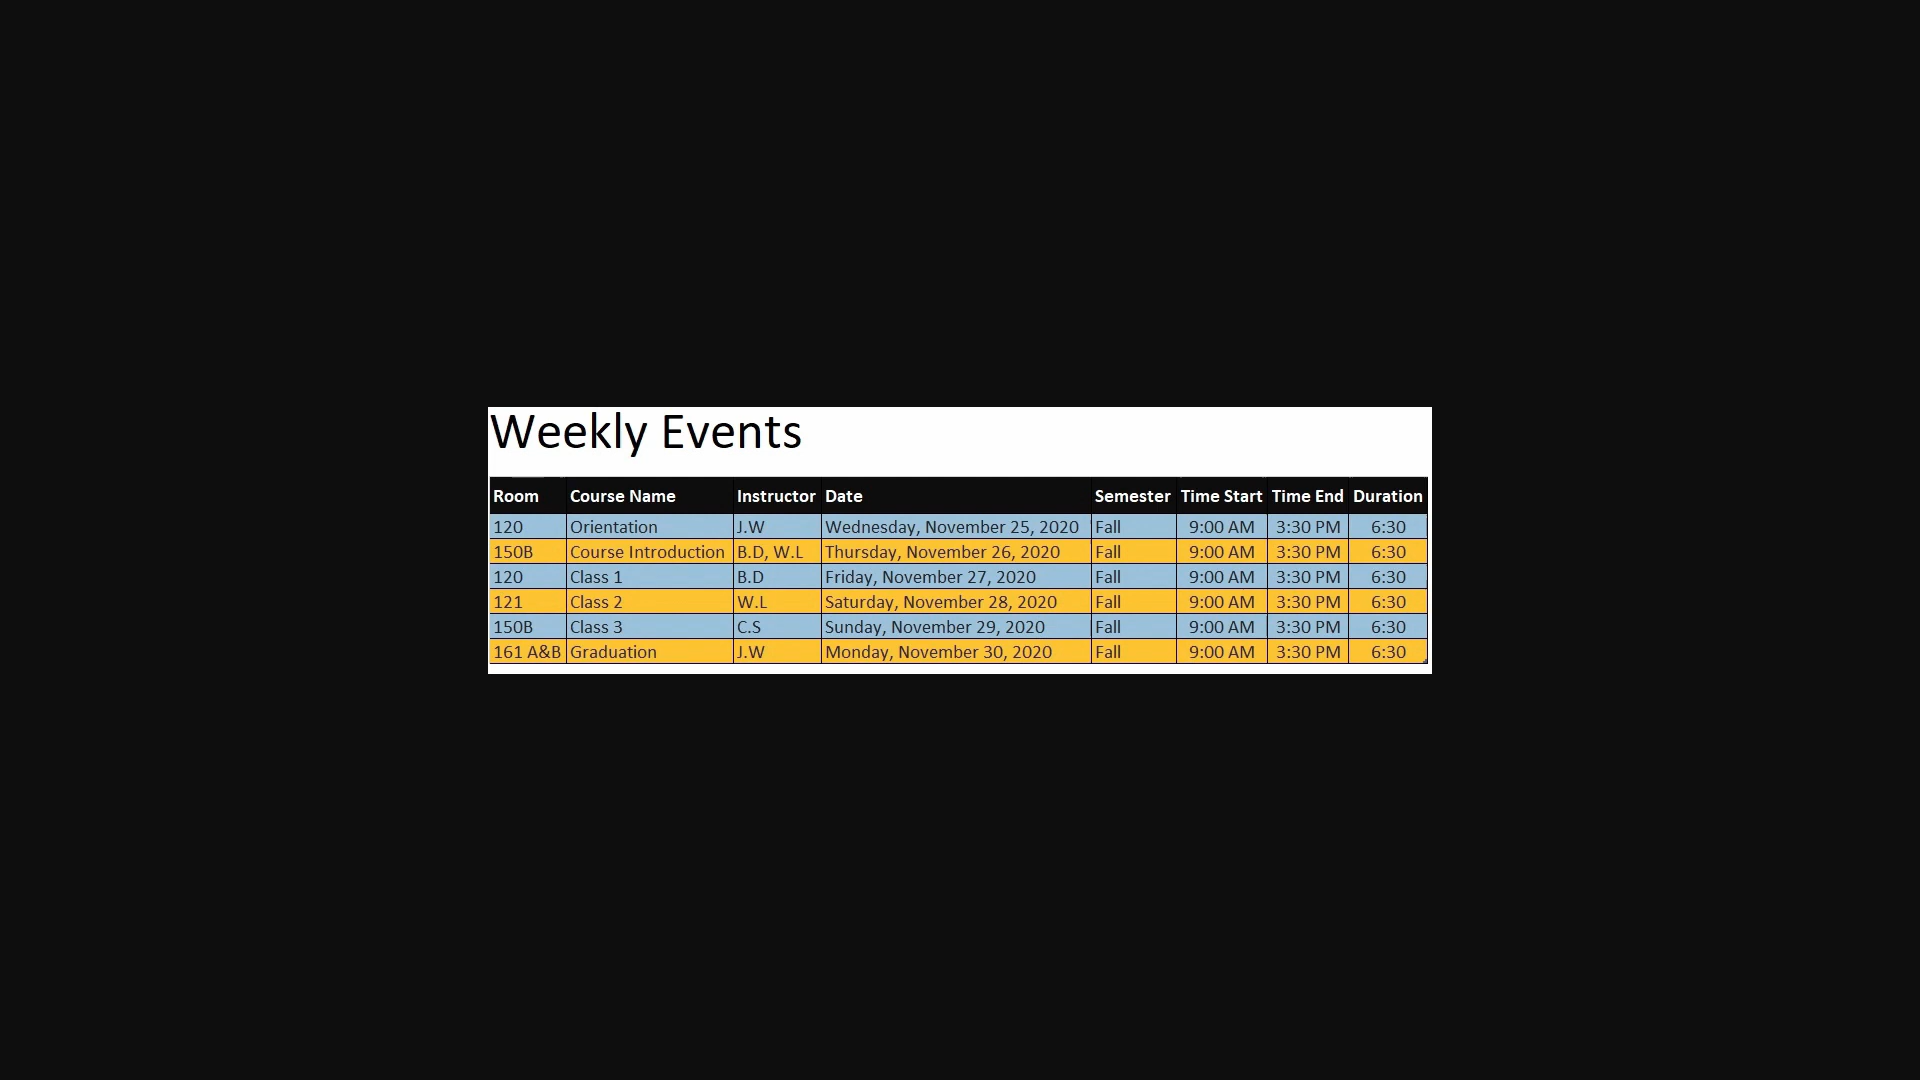 Weekly Events
Room Course Name Instructor Date Semester Time Start Time End Duration
120 Orientation J.W Wednesday, November 25, 2020 Fall 9:00 AM 3:30 PM 6:30
150B Course Introduction B.D, W.L Thursday, November 26, 2020 Fall 9:00 AM 3:30 PM 6:30
120 Class 1 B.D Friday, November 27, 2020 Fall 9:00 AM 3:30 PM 6:30
121 Class 2 W.L Saturday, November 28, 2020 Fall 9:00 AM 3:30 PM 6:30
150B Class 3 C.S Sunday, November 29, 2020 Fall 9:00 AM 3:30 PM 6:30
161 A&B Graduation J.W Monday, November 30, 2020 Fall 9:00 AM 3:30 PM 6:30